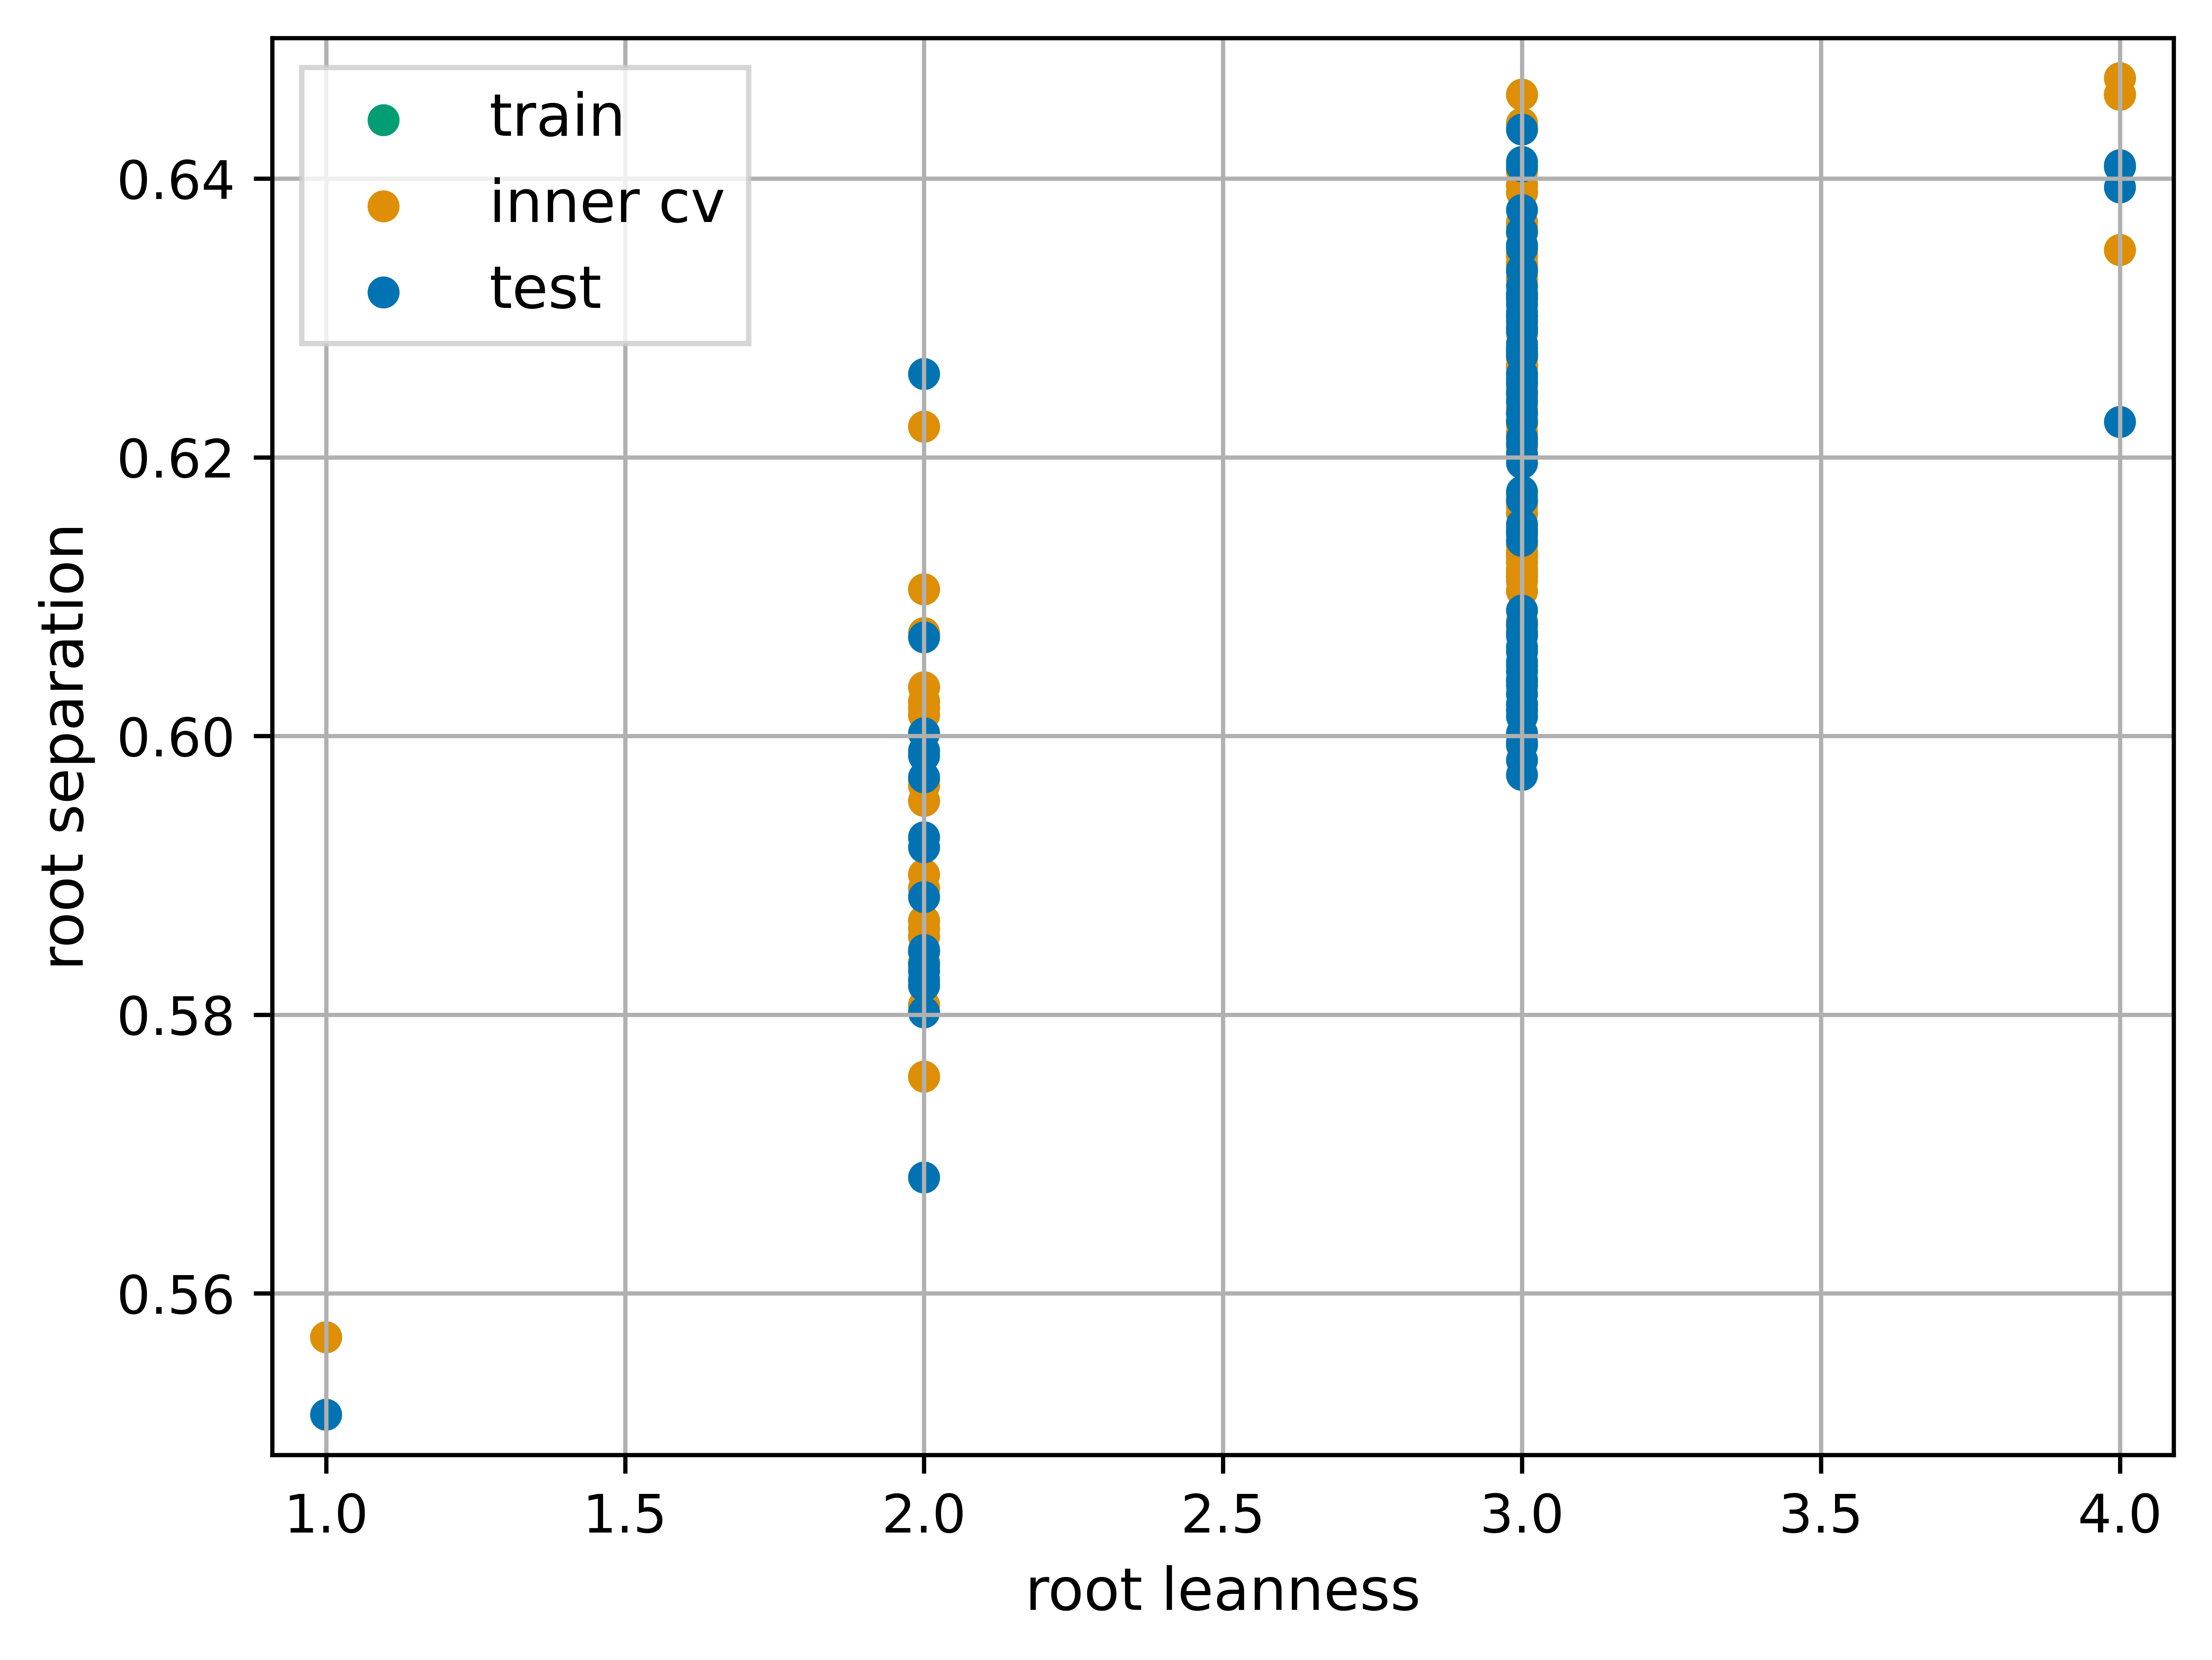 train
inner cv
test
0.64
0.62
0.60
0.58
0.56
root separation
1.0 1.5 2.0 2.5 3.0 3.5 4.0
root leanness